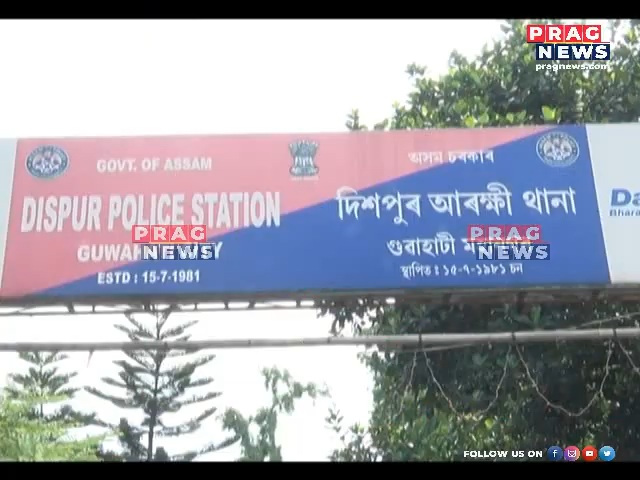 PRAG
NEWS
pragnews.com
GOVT. OF ASSAM
DISPUR POLICE STATION
ESTD : 15-7-1981
অসম চৰকাৰ
দিশপুৰ আৰক্ষী থানা
গুৱাহাটী
স্থাপিত : ১৫-৭-১৯৮১ চন
PRAG
NEWS
PRAG
NEWS
Da
Bhara
FOLLOW US ON